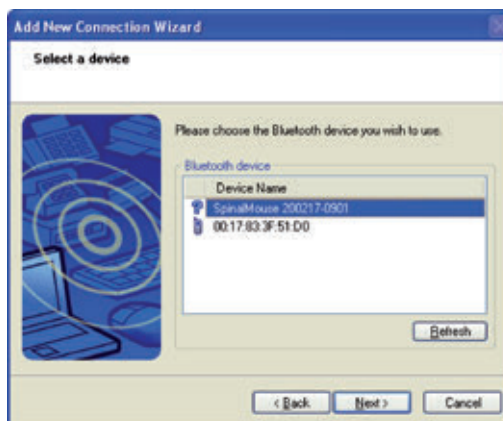 Add New Connection Wizard
Select a device
Please choose the Bluetooth device you wish to use.
Bluetooth device
Device Name
SpinalMouse 200217-0901
00:17:83:3F:51:D0
Refresh
< Back
Next >
Cancel